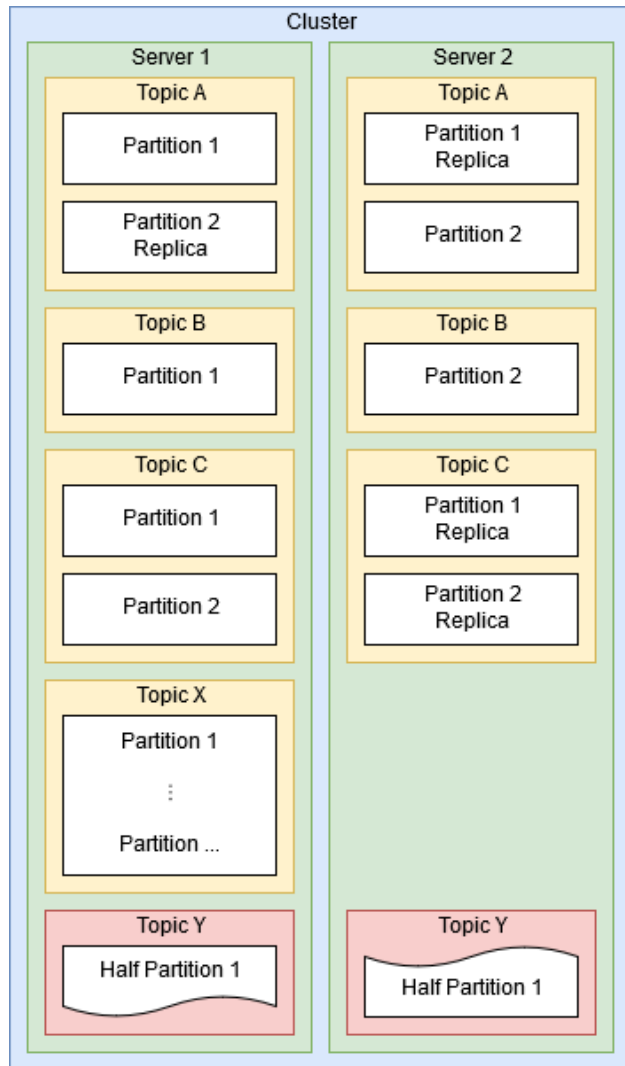 Cluster
Server 1
Topic A
Partition 1
Partition 2
Replica
Topic B
Partition 1
Topic C
Partition 1
Partition 2
Topic X
Partition 1
⋮
Partition ...
Topic Y
Half Partition 1
Server 2
Topic A
Partition 1
Replica
Partition 2
Topic B
Partition 2
Topic C
Partition 1
Replica
Partition 2
Replica
Topic Y
Half Partition 1